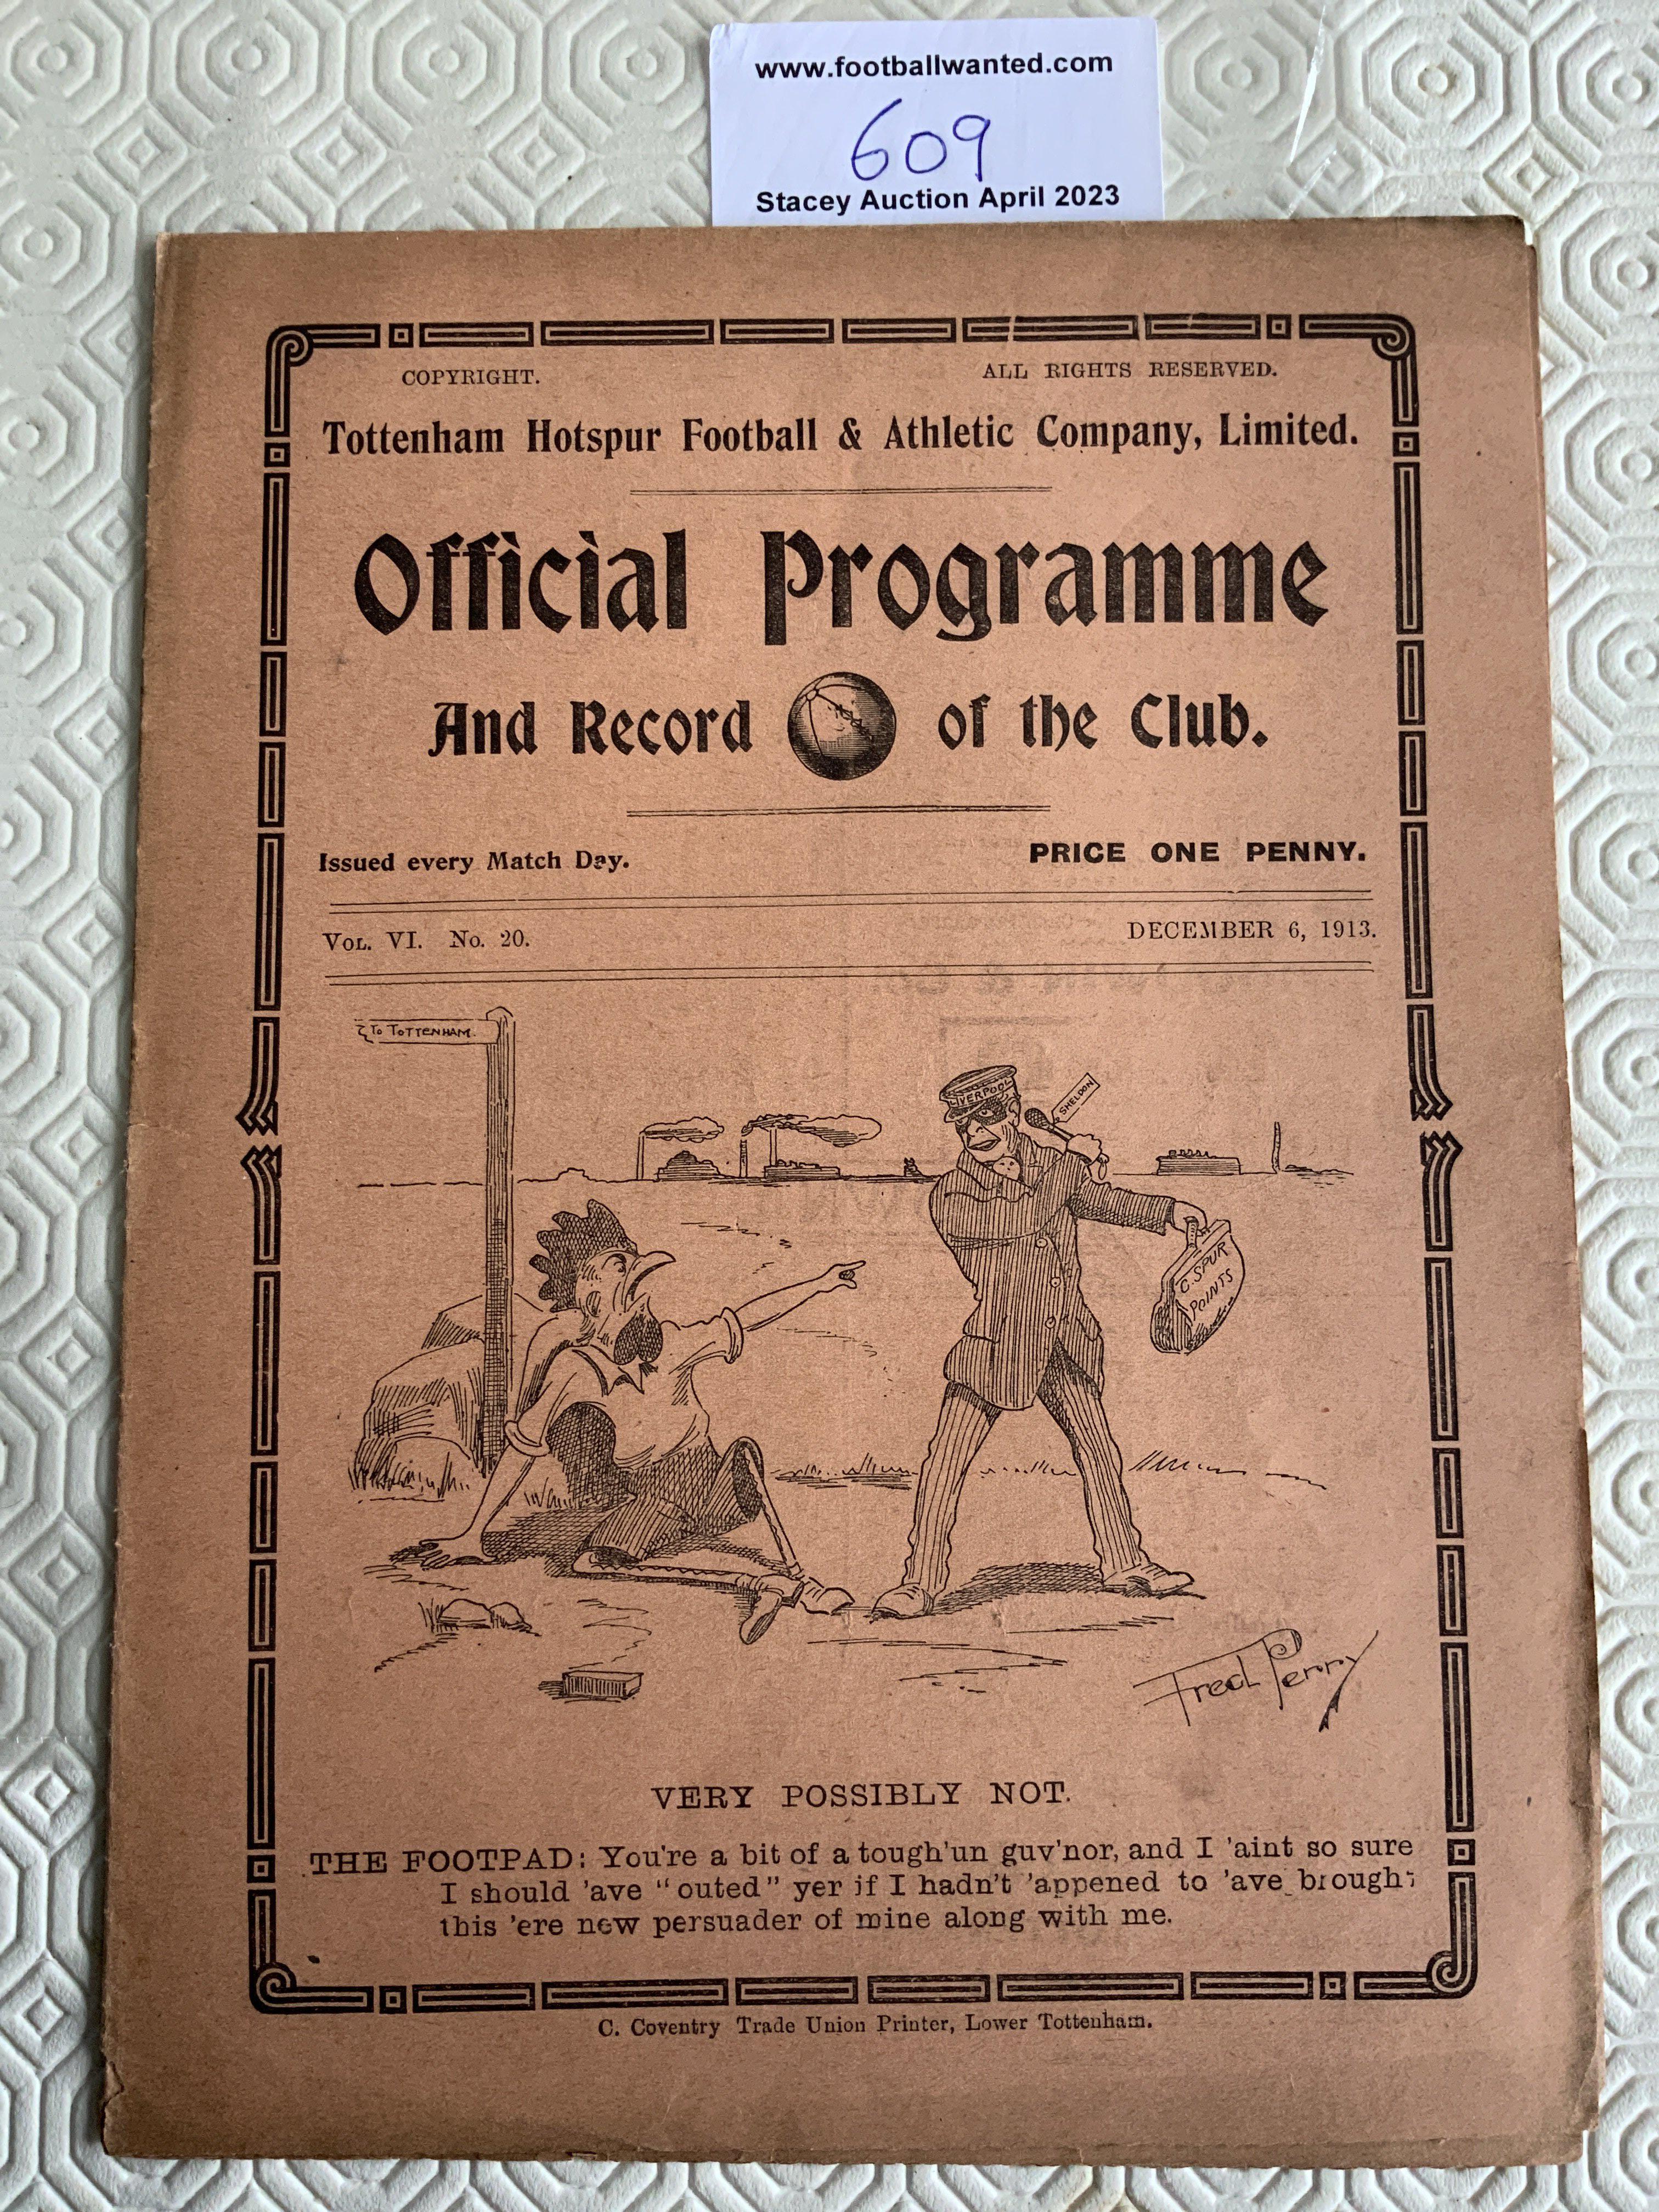 www.footballwanted.com
609
Stacey Auction April 2023
COPYRIGHT. ALL RIGHTS RESERVED.
Tottenham Hotspur Football & Athletic Company, Limited.
Official Programme
And Record of the Club.
Issued every Match Day. PRICE ONE PENNY.
VOL. VI. No. 20. DECEMBER 6, 1913.
TO TOTTENHAM.
LIVERPOOL
SHELDON
C. SPUR
POINTS
Fred Perry
VERY POSSIBLY NOT.
THE FOOTPAD: You're a bit of a tough'un guv'nor, and I 'aint so sure
I should 'ave "outed" yer if I hadn't 'appened to 'ave brought
this 'ere new persuader of mine along with me.
C. Coventry Trade Union Printer, Lower Tottenham.